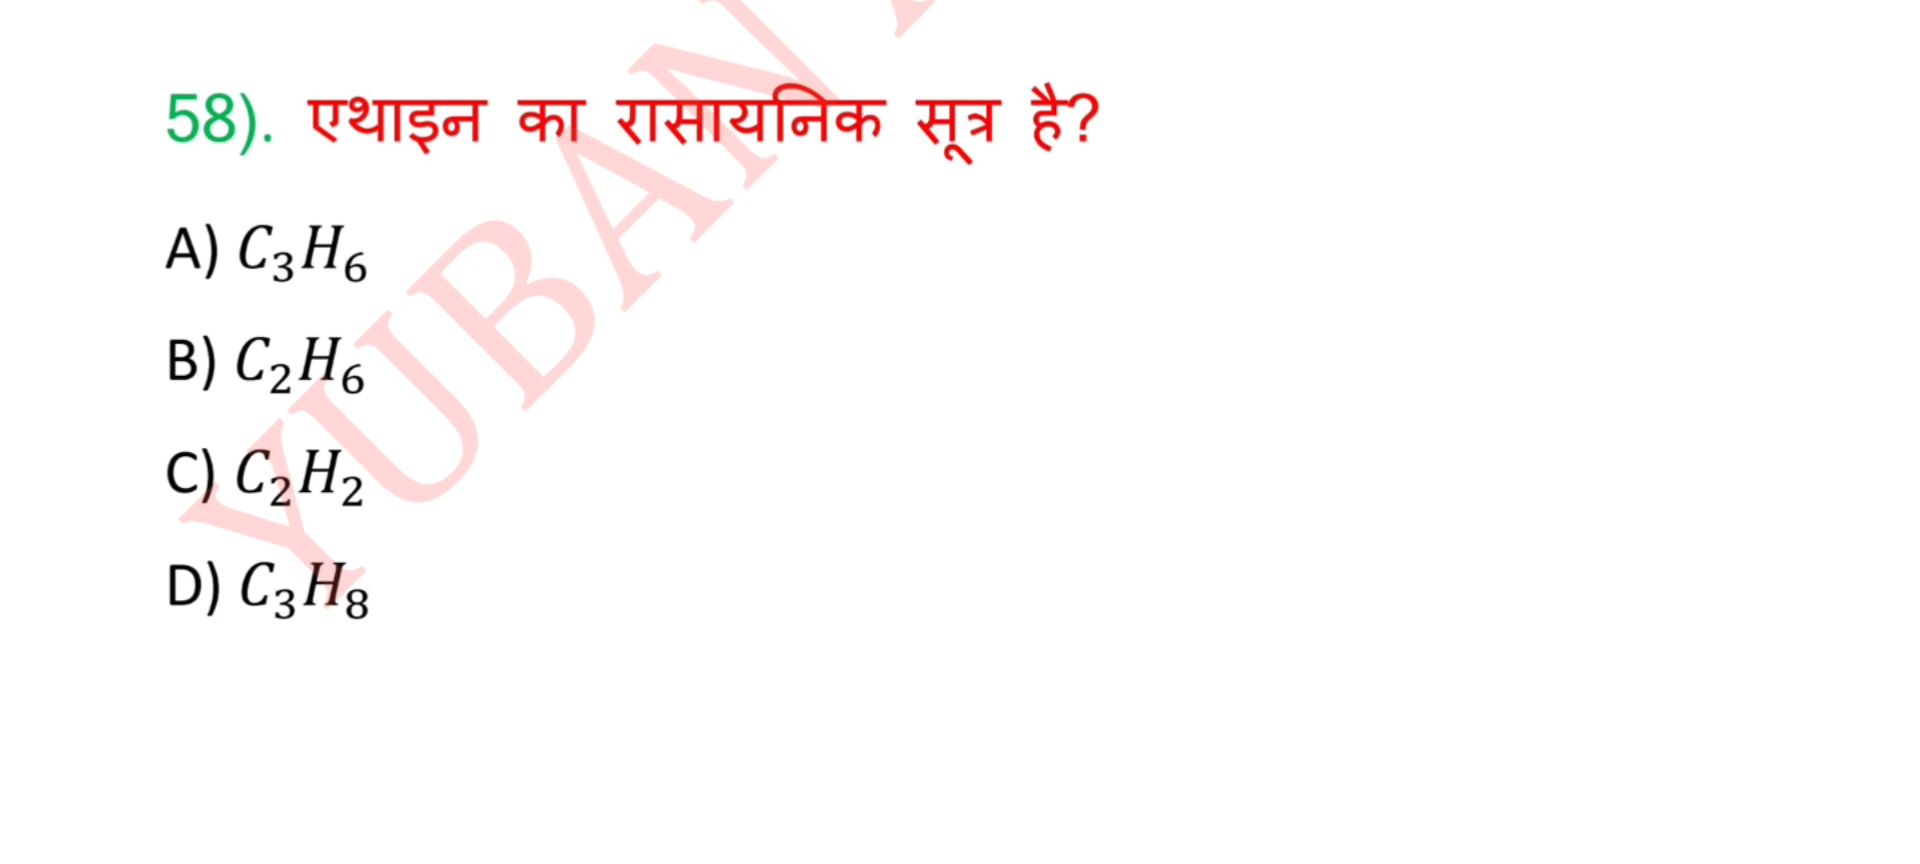 58). एथाइन का रासायनिक सूत्र है?
A) C₃H₆
B) C₂H₆
C) C₂H₂
D) C₃H₈
YUBAN